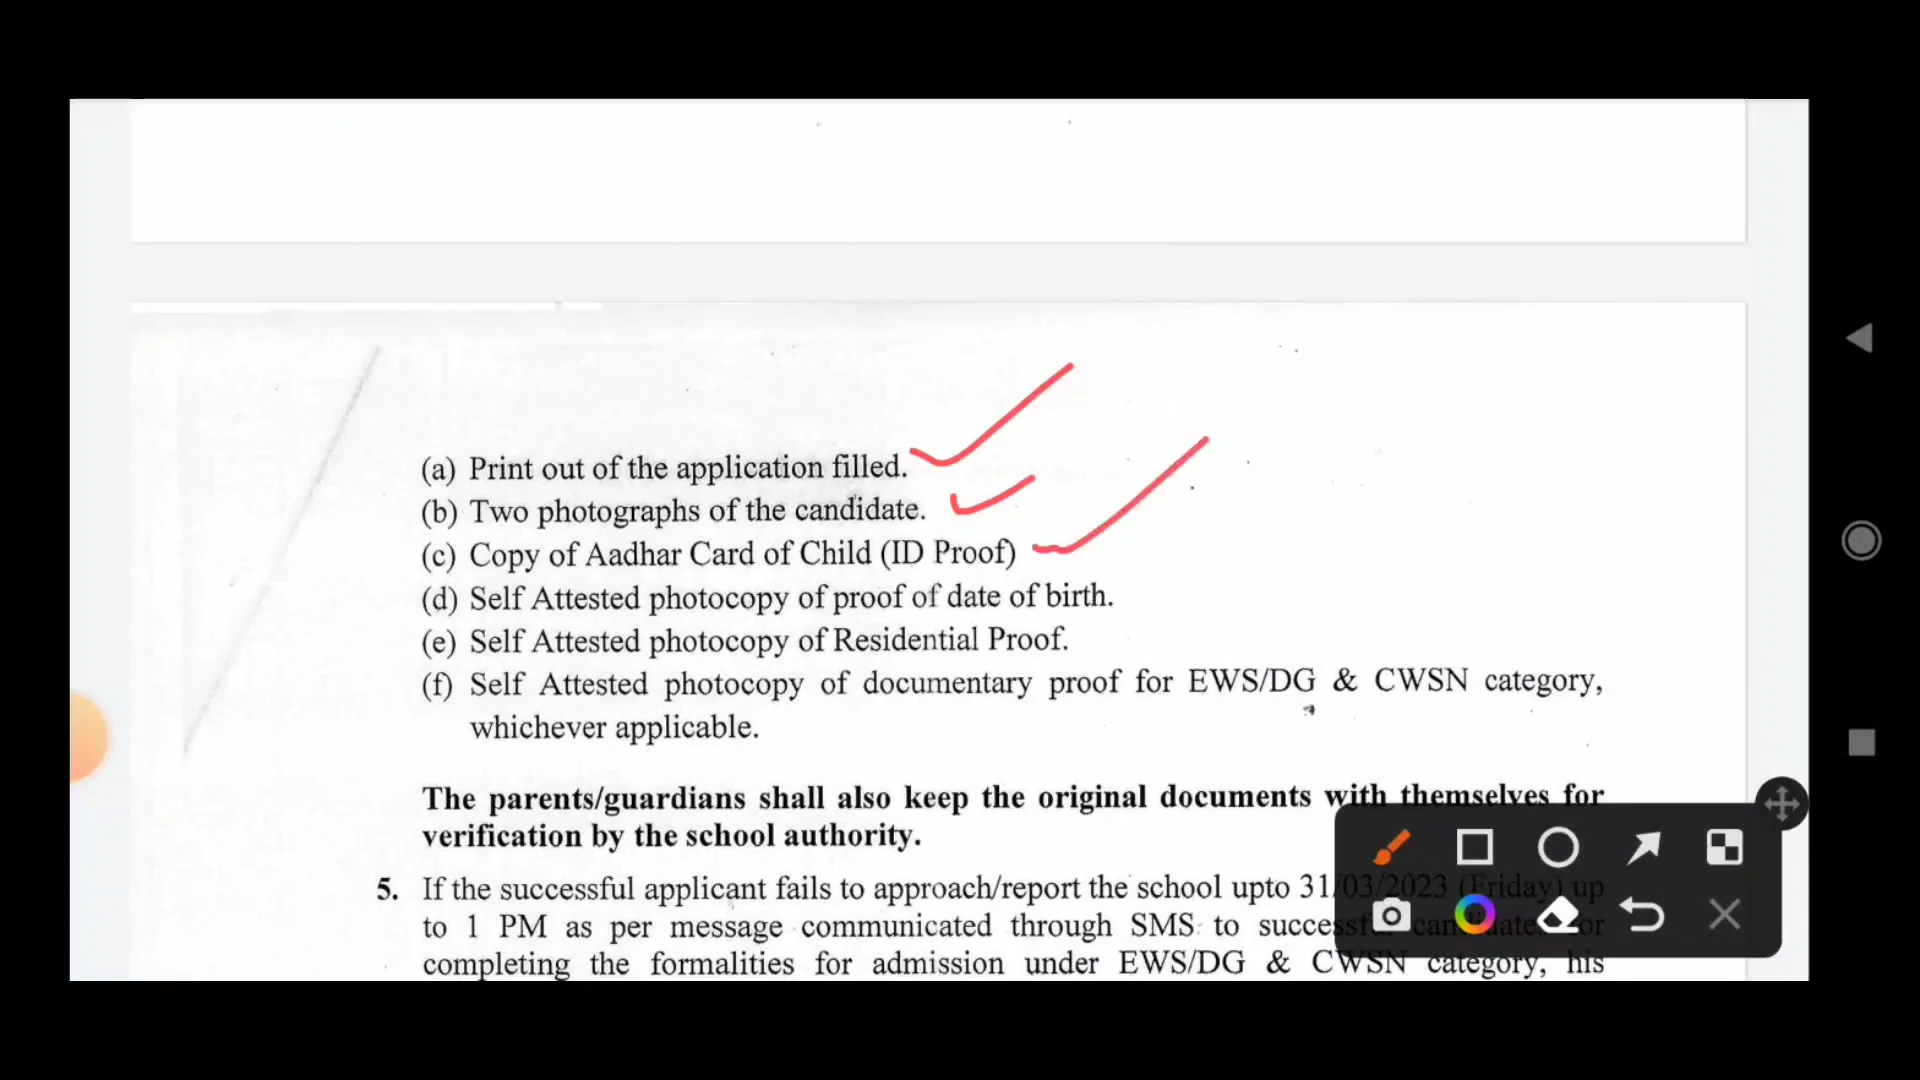 (a) Print out of the application filled.
(b) Two photographs of the candidate.
(c) Copy of Aadhar Card of Child (ID Proof)
(d) Self Attested photocopy of proof of date of birth.
(e) Self Attested photocopy of Residential Proof.
(f) Self Attested photocopy of documentary proof for EWS/DG & CWSN category,
whichever applicable.
The parents/guardians shall also keep the original documents with themselves for
verification by the school authority.
5. If the successful applicant fails to approach/report the school upto 31/03/2023 (Friday) up
to 1 PM as per message communicated through SMS to successful candidates for
completing the formalities for admission under EWS/DG & CWSN category, his